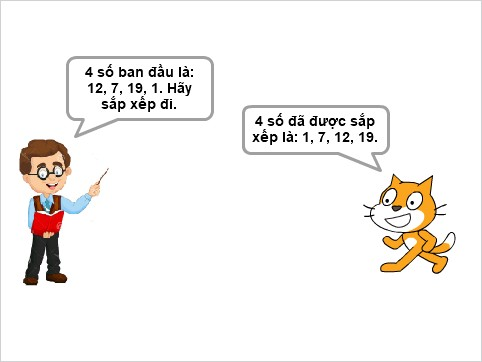 4 số ban đầu là:
12, 7, 19, 1. Hãy
sắp xếp đi.
4 số đã được sắp
xếp là: 1, 7, 12, 19.